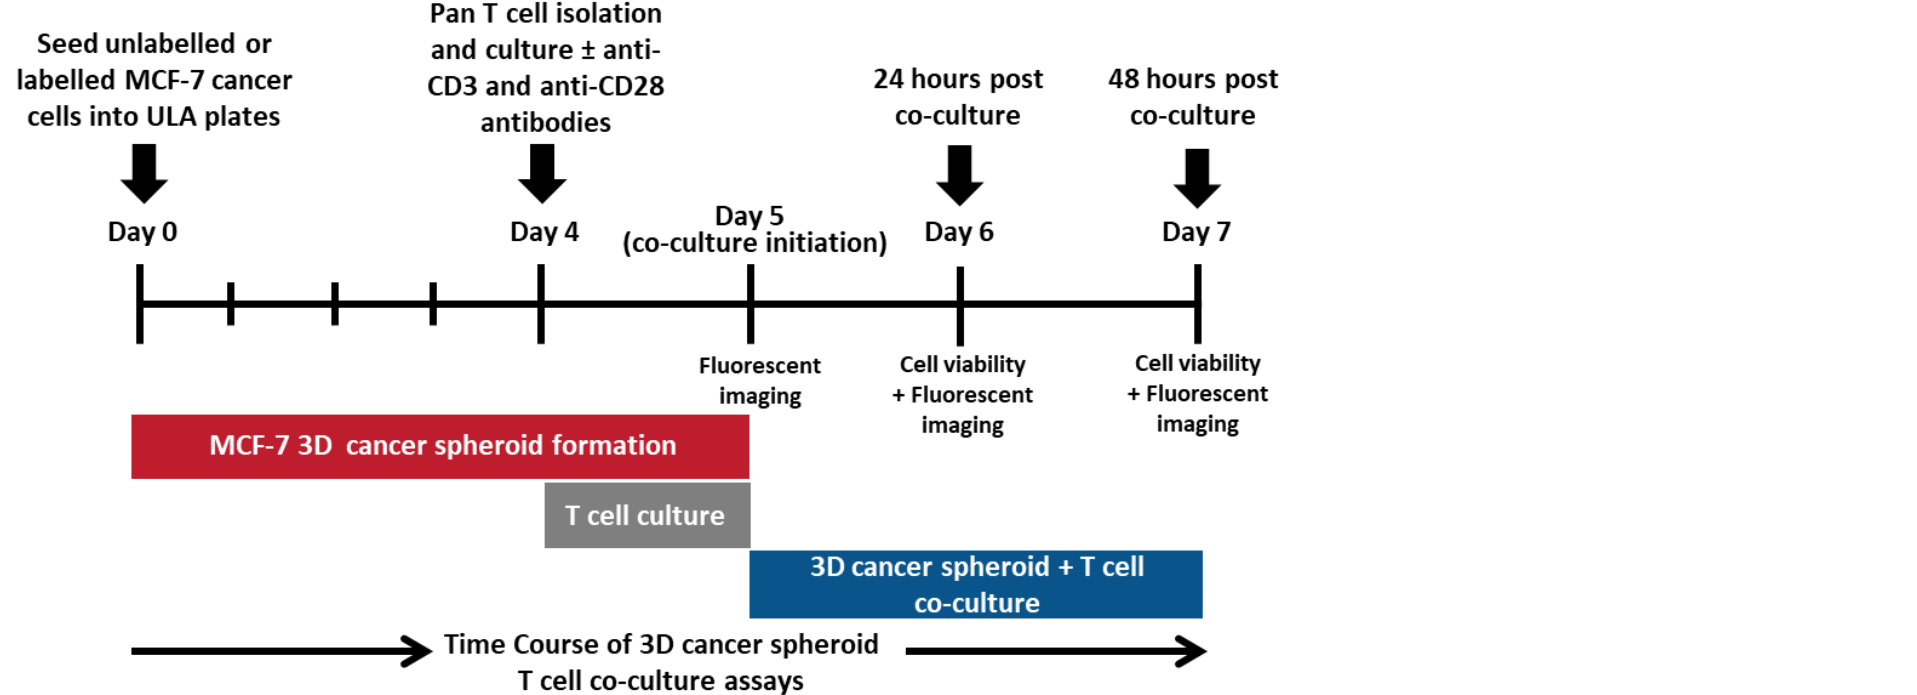 Seed unlabelled or
labelled MCF-7 cancer
cells into ULA plates
Pan T cell isolation
and culture ± anti-
CD3 and anti-CD28
antibodies
24 hours post
co-culture
48 hours post
co-culture
Day 0
Day 4
Day 5
(co-culture initiation)
Day 6
Day 7
Fluorescent
imaging
Cell viability
+ Fluorescent
imaging
Cell viability
+ Fluorescent
imaging
MCF-7 3D cancer spheroid formation
T cell culture
3D cancer spheroid + T cell
co-culture
Time Course of 3D cancer spheroid
T cell co-culture assays